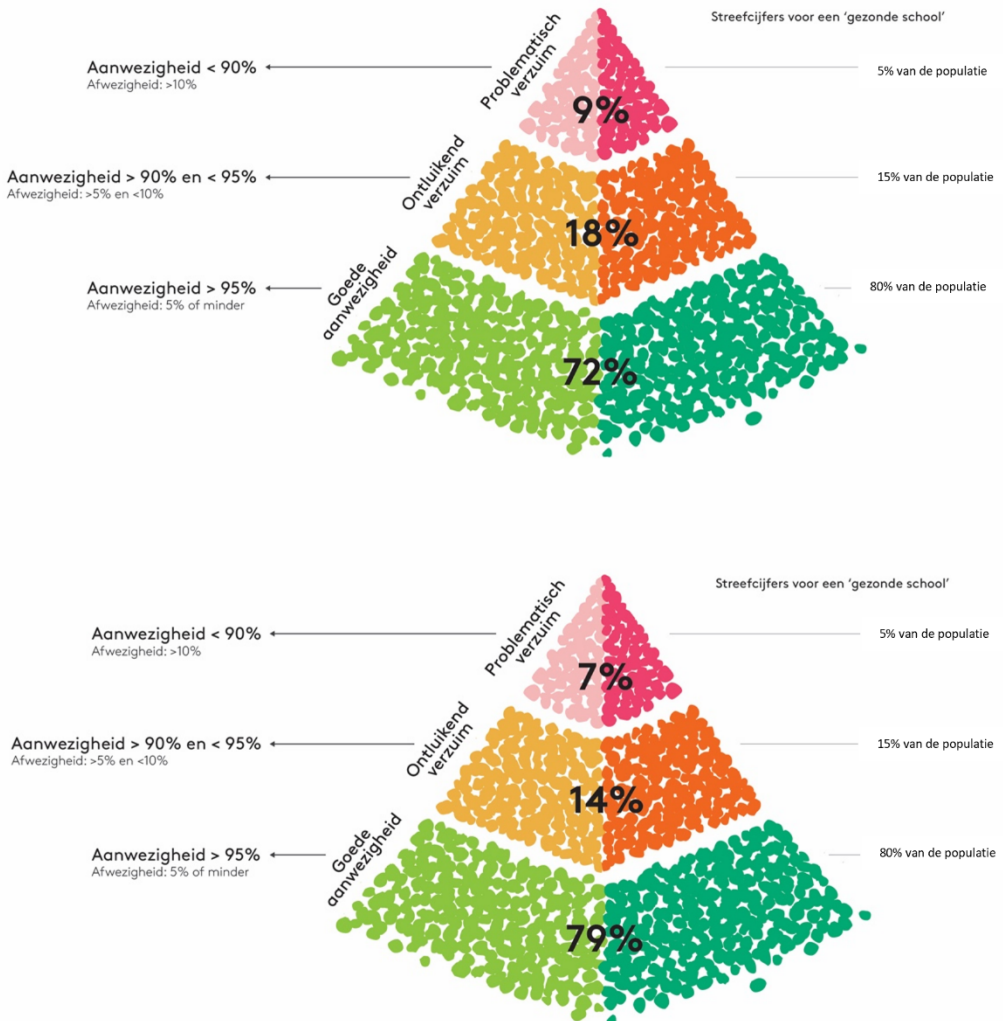 Streefcijfers voor een ‘gezonde school’
Aanwezigheid < 90%
Afwezigheid: >10%
Problematisch
verzuim
9%
5% van de populatie
Aanwezigheid > 90% en < 95%
Afwezigheid: >5% en <10%
Ontluikend
verzuim
18%
15% van de populatie
Aanwezigheid > 95%
Afwezigheid: 5% of minder
Goede
aanwezigheid
72%
80% van de populatie
Streefcijfers voor een ‘gezonde school’
Aanwezigheid < 90%
Afwezigheid: >10%
Problematisch
verzuim
7%
5% van de populatie
Aanwezigheid > 90% en < 95%
Afwezigheid: >5% en <10%
Ontluikend
verzuim
14%
15% van de populatie
Aanwezigheid > 95%
Afwezigheid: 5% of minder
Goede
aanwezigheid
79%
80% van de populatie